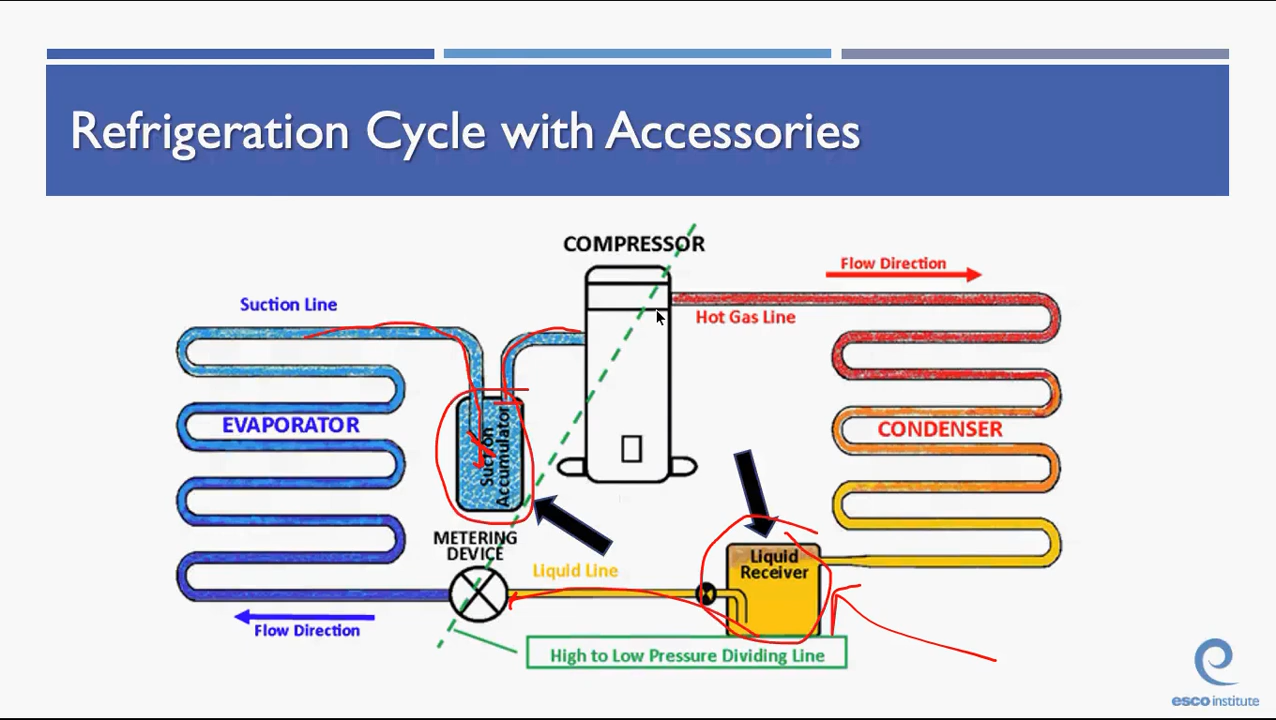 Refrigeration Cycle with Accessories
COMPRESSOR
Flow Direction
Suction Line
Hot Gas Line
EVAPORATOR
CONDENSER
Suction
Accumulator
METERING
DEVICE
Liquid Line
Liquid
Receiver
Flow Direction
High to Low Pressure Dividing Line
esco institute